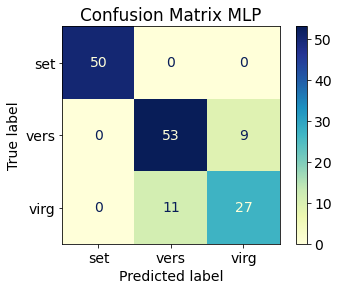 Confusion Matrix MLP
set 50 0 0
vers 0 53 9
virg 0 11 27
set vers virg
Predicted label
True label
50
40
30
20
10
0